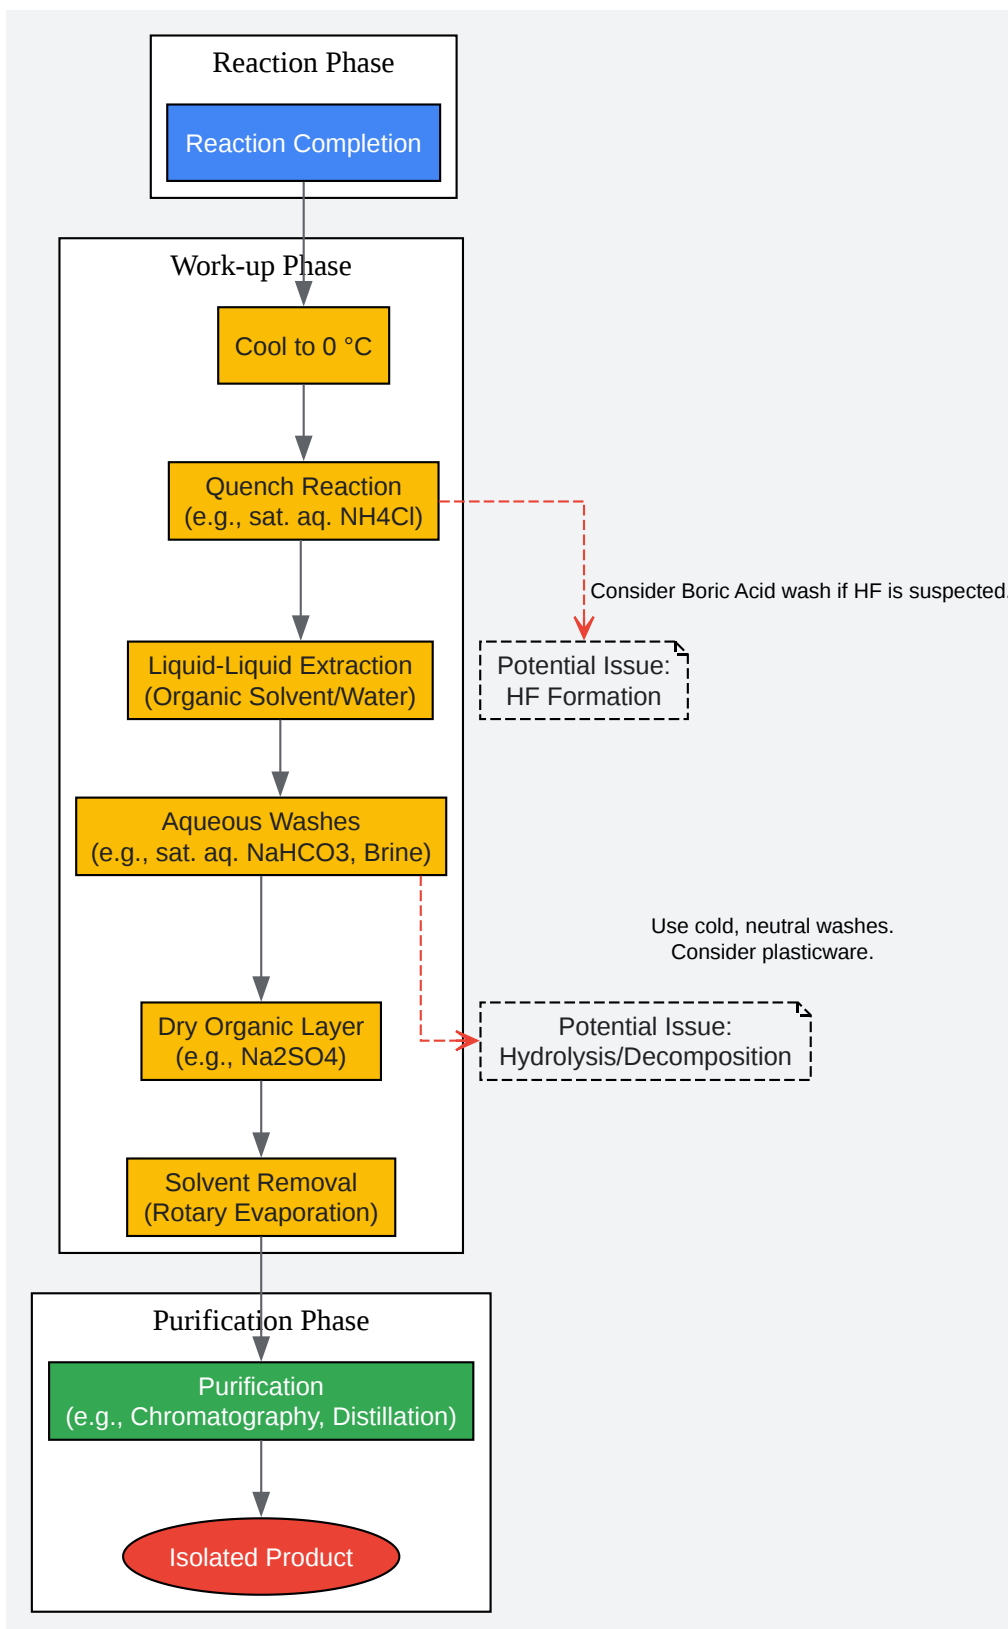 Reaction Phase
Reaction Completion
Work-up Phase
Cool to 0 °C
Quench Reaction
(e.g., sat. aq. NH4Cl)
Consider Boric Acid wash if HF is suspected.
Liquid-Liquid Extraction
(Organic Solvent/Water)
Potential Issue:
HF Formation
Aqueous Washes
(e.g., sat. aq. NaHCO3, Brine)
Use cold, neutral washes.
Consider plasticware.
Dry Organic Layer
(e.g., Na2SO4)
Potential Issue:
Hydrolysis/Decomposition
Solvent Removal
(Rotary Evaporation)
Purification Phase
Purification
(e.g., Chromatography, Distillation)
Isolated Product